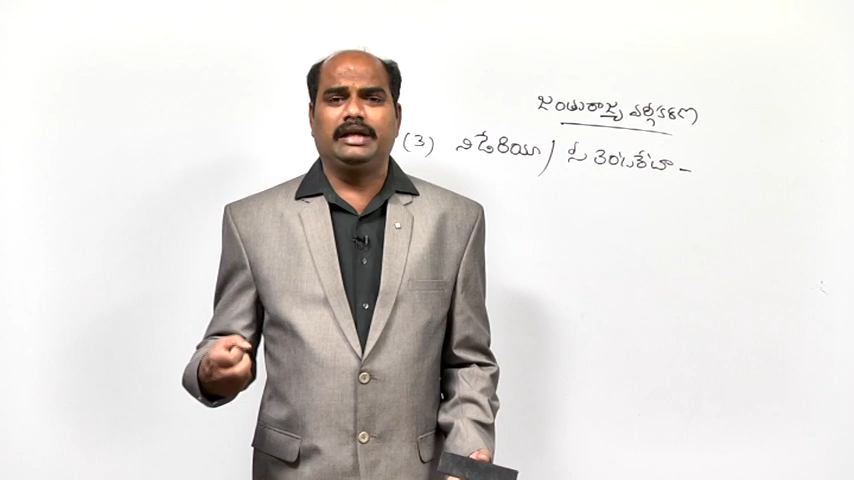 జంతురాజ్య వర్గీకరణ
(3) నిడేరియా / సీలెంటరేటా -